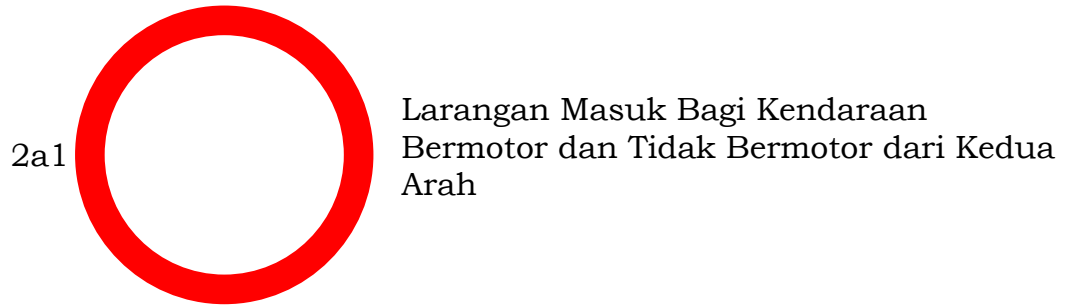 2a1
Larangan Masuk Bagi Kendaraan
Bermotor dan Tidak Bermotor dari Kedua
Arah